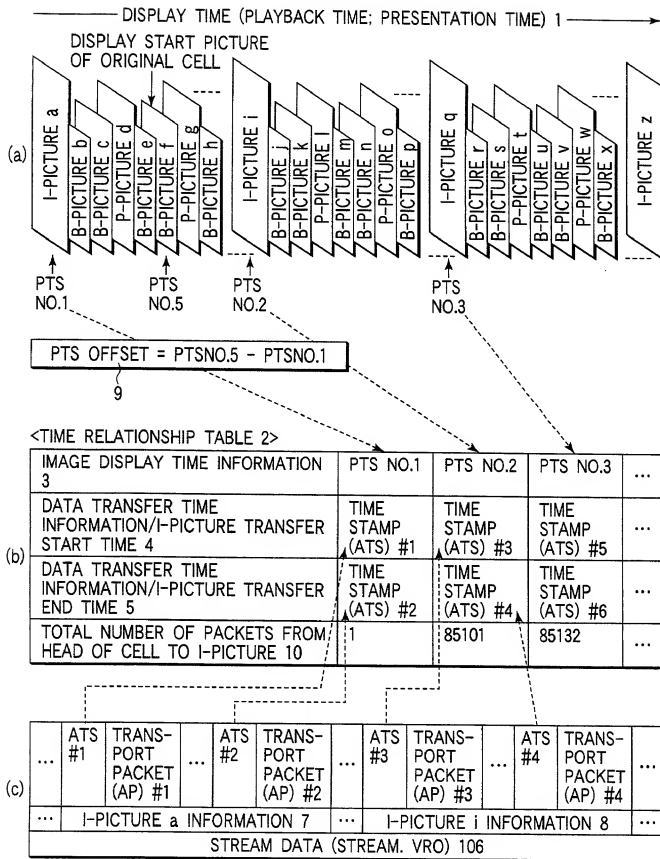 DISPLAY TIME (PLAYBACK TIME; PRESENTATION TIME) 1
DISPLAY START PICTURE
OF ORIGINAL CELL
(a)
I-PICTURE a
B-PICTURE b
B-PICTURE c
P-PICTURE d
B-PICTURE e
B-PICTURE f
P-PICTURE g
B-PICTURE h
I-PICTURE i
B-PICTURE j
B-PICTURE k
P-PICTURE l
B-PICTURE m
B-PICTURE n
P-PICTURE o
B-PICTURE p
I-PICTURE q
B-PICTURE r
B-PICTURE s
P-PICTURE t
B-PICTURE u
B-PICTURE v
P-PICTURE w
B-PICTURE x
I-PICTURE z
PTS NO.1
PTS NO.5
PTS NO.2
PTS NO.3
PTS OFFSET = PTSNO.5 - PTSNO.1
9
<TIME RELATIONSHIP TABLE 2>
(b)
IMAGE DISPLAY TIME INFORMATION
3
PTS NO.1
PTS NO.2
PTS NO.3
...
DATA TRANSFER TIME
INFORMATION/I-PICTURE TRANSFER
START TIME 4
TIME
STAMP
(ATS) #1
TIME
STAMP
(ATS) #3
TIME
STAMP
(ATS) #5
...
DATA TRANSFER TIME
INFORMATION/I-PICTURE TRANSFER
END TIME 5
TIME
STAMP
(ATS) #2
TIME
STAMP
(ATS) #4
TIME
STAMP
(ATS) #6
...
TOTAL NUMBER OF PACKETS FROM
HEAD OF CELL TO I-PICTURE 10
1
85101
85132
...
(c)
...
ATS
#1
TRANS-
PORT
PACKET
(AP) #1
...
ATS
#2
TRANS-
PORT
PACKET
(AP) #2
...
ATS
#3
TRANS-
PORT
PACKET
(AP) #3
...
ATS
#4
TRANS-
PORT
PACKET
(AP) #4
...
... I-PICTURE a INFORMATION 7 ... I-PICTURE i INFORMATION 8 ...
STREAM DATA (STREAM. VRO) 106